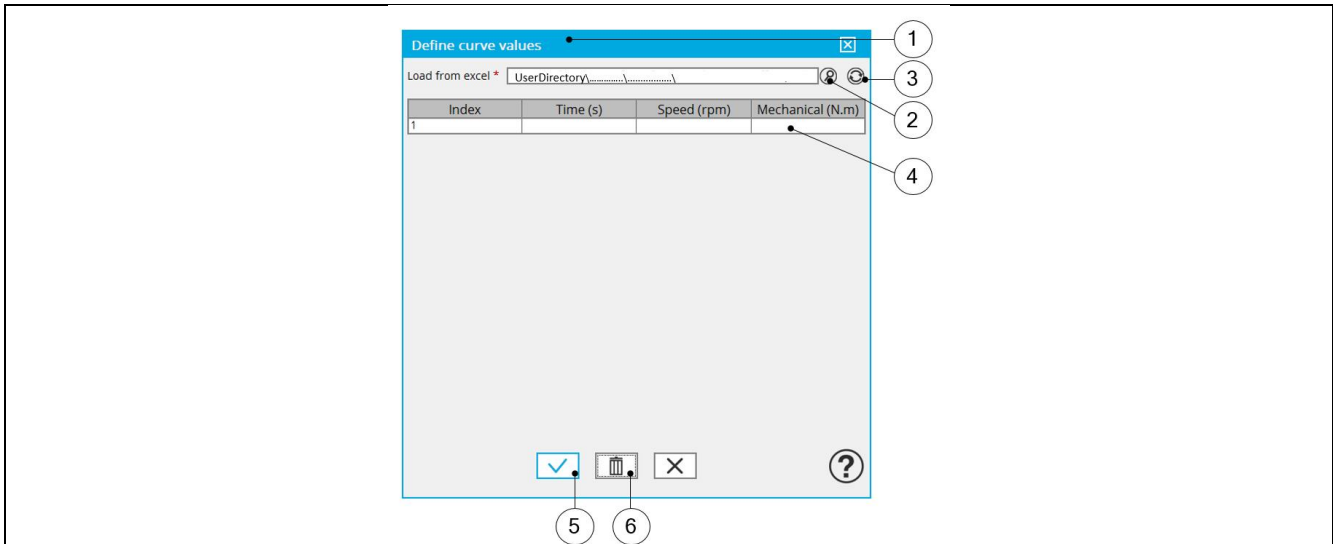 Define curve values
1
Load from excel * UserDirectory\.............\.................\
3
2
Index Time (s) Speed (rpm) Mechanical (N.m)
1
4
?
5 6